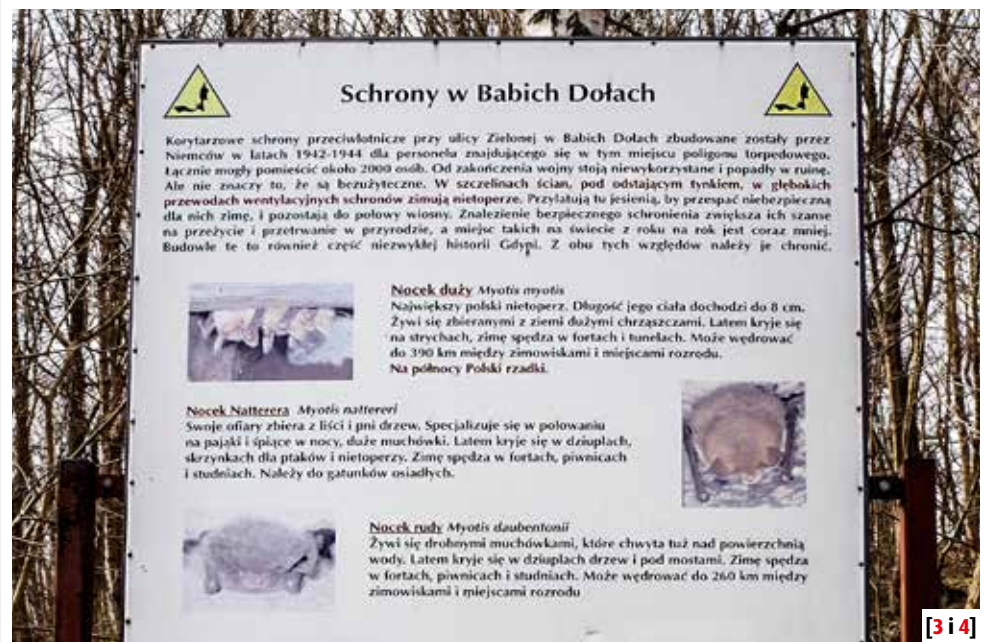 Schrony w Babich Dołach
Korytarzowe schrony przeciwlotnicze przy ulicy Zielonej w Babich Dołach zbudowane zostały przez
Niemców w latach 1942-1944 dla personelu znajdującego się w tym miejscu poligonu torpedowego.
Łącznie mogły pomieścić około 2000 osób. Od zakończenia wojny stoją niewykorzystane i popadły w ruinę.
Ale nie znaczy to, że są bezużyteczne. W szczelinach ścian, pod odstającym tynkiem, w głębokich
przewodach wentylacyjnych schronów zimują nietoperze. Przylatują tu jesienią, by przespać niebezpieczną
dla nich zimę, i pozostają do połowy wiosny. Znalezienie bezpiecznego schronienia zwiększa ich szanse
na przeżycie i przetrwanie w przyrodzie, a miejsc takich na świecie z roku na rok jest coraz mniej.
Budowle te to również część niezwykłej historii Gdyni. Z obu tych względów należy je chronić.
Nocek duży Myotis myotis
Największy polski nietoperz. Długość jego ciała dochodzi do 8 cm.
Żywi się zbieranymi z ziemi dużymi chrząszczami. Latem kryje się
na strychach, zimę spędza w fortach i tunelach. Może wędrować
do 390 km między zimowiskami i miejscami rozrodu.
Na północy Polski rzadki.
Nocek Natterera Myotis nattereri
Swoje ofiary zbiera z liści i pni drzew. Specjalizuje się w polowaniu
na pająki i śpiące w nocy, duże muchówki. Latem kryje się w dziuplach,
skrzynkach dla ptaków i nietoperzy. Zimę spędza w fortach, piwnicach
i studniach. Należy do gatunków osiadłych.
Nocek rudy Myotis daubentonii
Żywi się drobnymi muchówkami, które chwyta tuż nad powierzchnią
wody. Latem kryje się w dziuplach drzew i pod mostami. Zimę spędza
w fortach, piwnicach i studniach. Może wędrować do 260 km między
zimowiskami i miejscami rozrodu
[3 i 4]